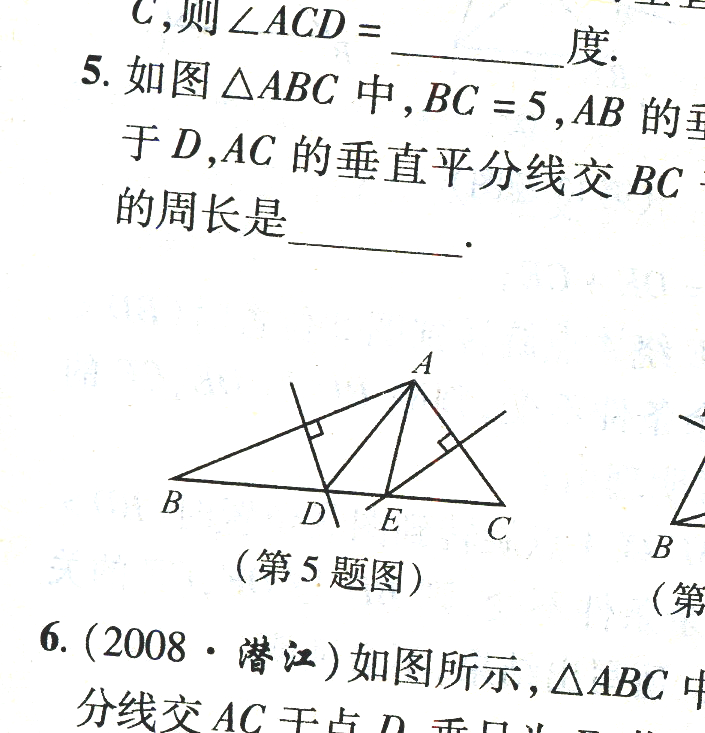 C,则∠ACD=________度.
5. 如图△ABC 中,BC=5,AB 的垂
于 D,AC 的垂直平分线交 BC
的周长是________.
A
B
D
E
C
B
(第5题图)
(第
6. (2008·潜江)如图所示,△ABC 中
分线交 AC 于点 D